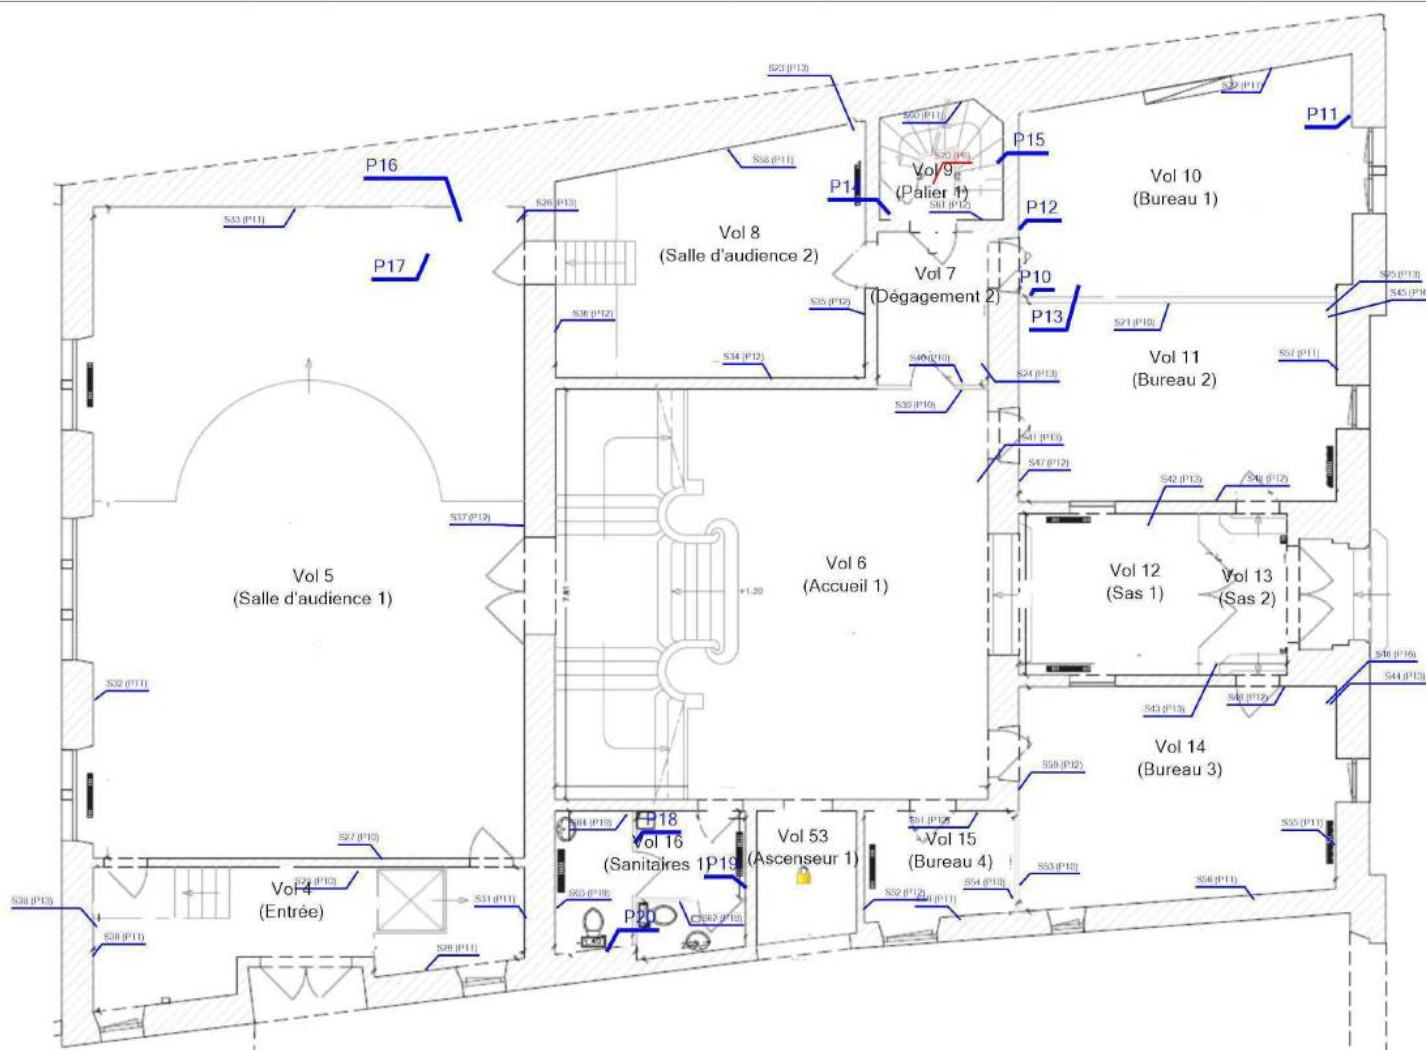 S23 (P13)
S22 (P11)
S60 (P11)
P11
P15
P16
S58 (P11)
S20 (P6)
Vol 9
(Palier 1)
Vol 10
(Bureau 1)
P14
S33 (P11)
S26 (P13)
S61 (P12)
P12
Vol 8
(Salle d'audience 2)
P17
Vol 7
(Dégagement 2)
P10
S25 (P13)
S36 (P12)
S35 (P12)
P13
S21 (P10)
S34 (P12)
S40 (P10)
S24 (P13)
Vol 11
(Bureau 2)
S57 (P11)
S30 (P10)
S41 (P13)
S47 (P12)
S42 (P13)
S48 (P12)
S37 (P12)
Vol 5
(Salle d'audience 1)
Vol 6
(Accueil 1)
Vol 12
(Sas 1)
Vol 13
(Sas 2)
7.81
+1.20
S46 (P16)
S44 (P13)
S32 (P11)
S43 (P13)
S49 (P12)
Vol 14
(Bureau 3)
S50 (P12)
S27 (P10)
S64 (P19)
P18
Vol 16
(Sanitaires 1)
Vol 53
(Ascenseur 1)
S51 (P12)
Vol 15
(Bureau 4)
S55 (P11)
P19
S53 (P10)
S54 (P10)
S56 (P11)
S28 (P10)
Vol 4
(Entrée)
S31 (P11)
S63 (P19)
S52 (P12)
P20
S62 (P19)
S38 (P11)
S29 (P11)